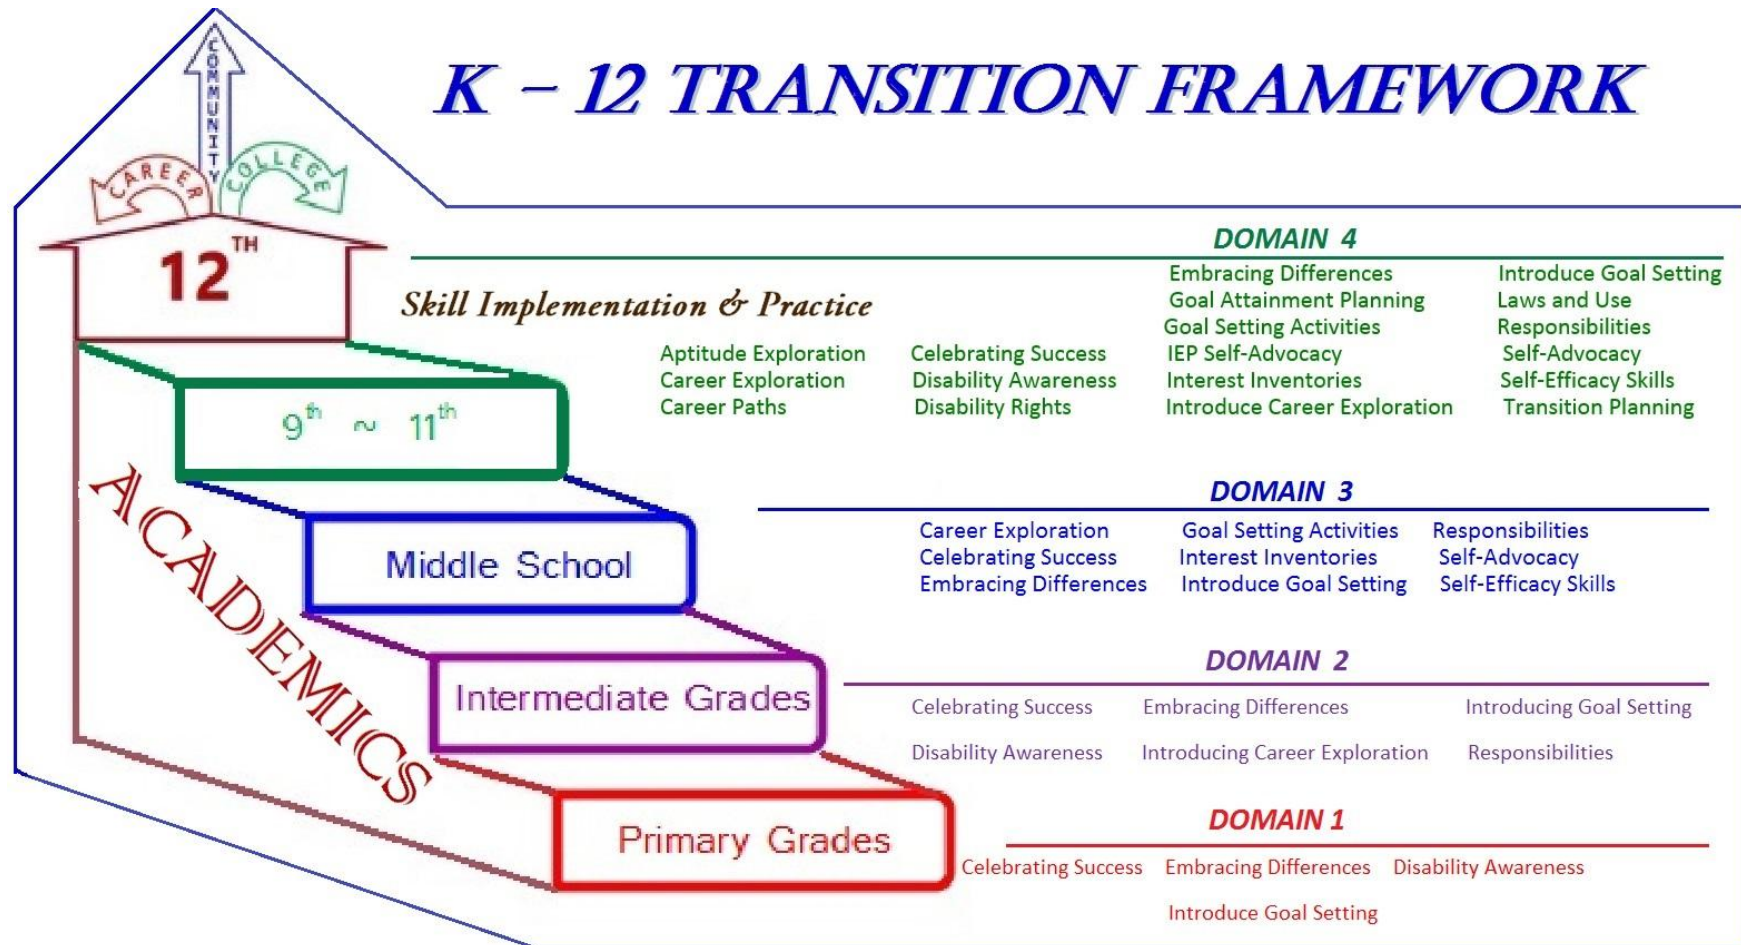 K – 12 TRANSITION FRAMEWORK
COMMUNITY
CAREER
COLLEGE
12TH
Skill Implementation & Practice
DOMAIN 4
Aptitude Exploration
Career Exploration
Career Paths
Celebrating Success
Disability Awareness
Disability Rights
Embracing Differences
Goal Attainment Planning
Goal Setting Activities
IEP Self-Advocacy
Interest Inventories
Introduce Career Exploration
Introduce Goal Setting
Laws and Use
Responsibilities
Self-Advocacy
Self-Efficacy Skills
Transition Planning
9th ~ 11th
ACADEMICS
DOMAIN 3
Middle School
Career Exploration
Celebrating Success
Embracing Differences
Goal Setting Activities
Interest Inventories
Introduce Goal Setting
Responsibilities
Self-Advocacy
Self-Efficacy Skills
DOMAIN 2
Intermediate Grades
Celebrating Success Embracing Differences Introducing Goal Setting
Disability Awareness Introducing Career Exploration Responsibilities
DOMAIN 1
Primary Grades
Celebrating Success Embracing Differences Disability Awareness
Introduce Goal Setting